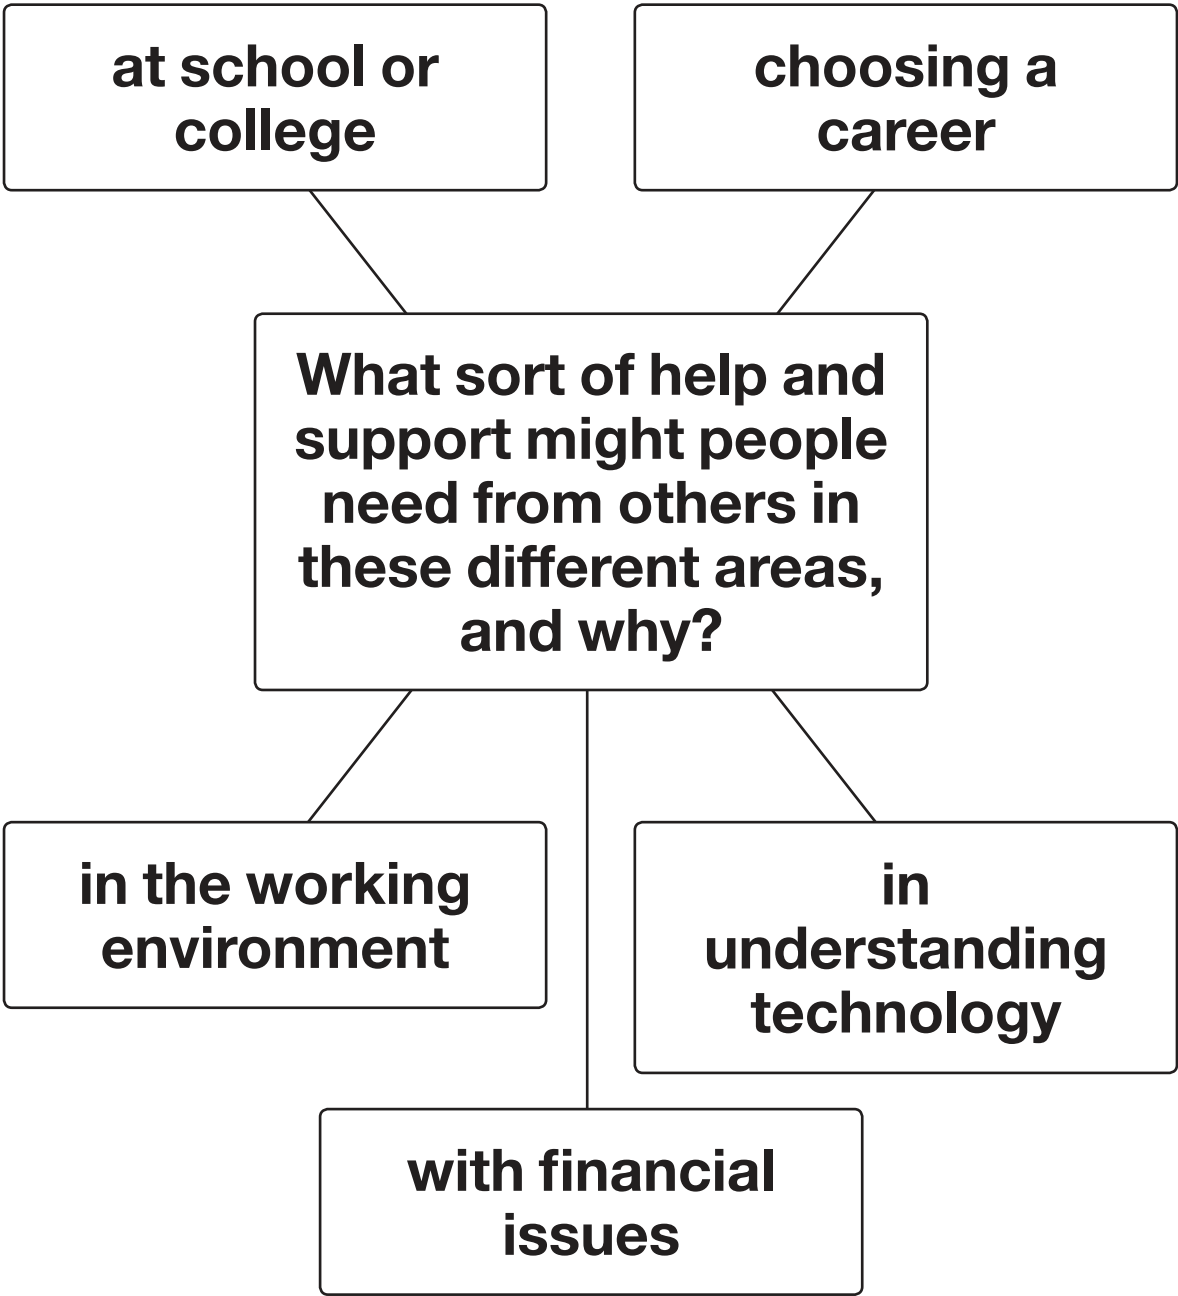 at school or
college
choosing a
career
What sort of help and
support might people
need from others in
these different areas,
and why?
in the working
environment
in
understanding
technology
with financial
issues